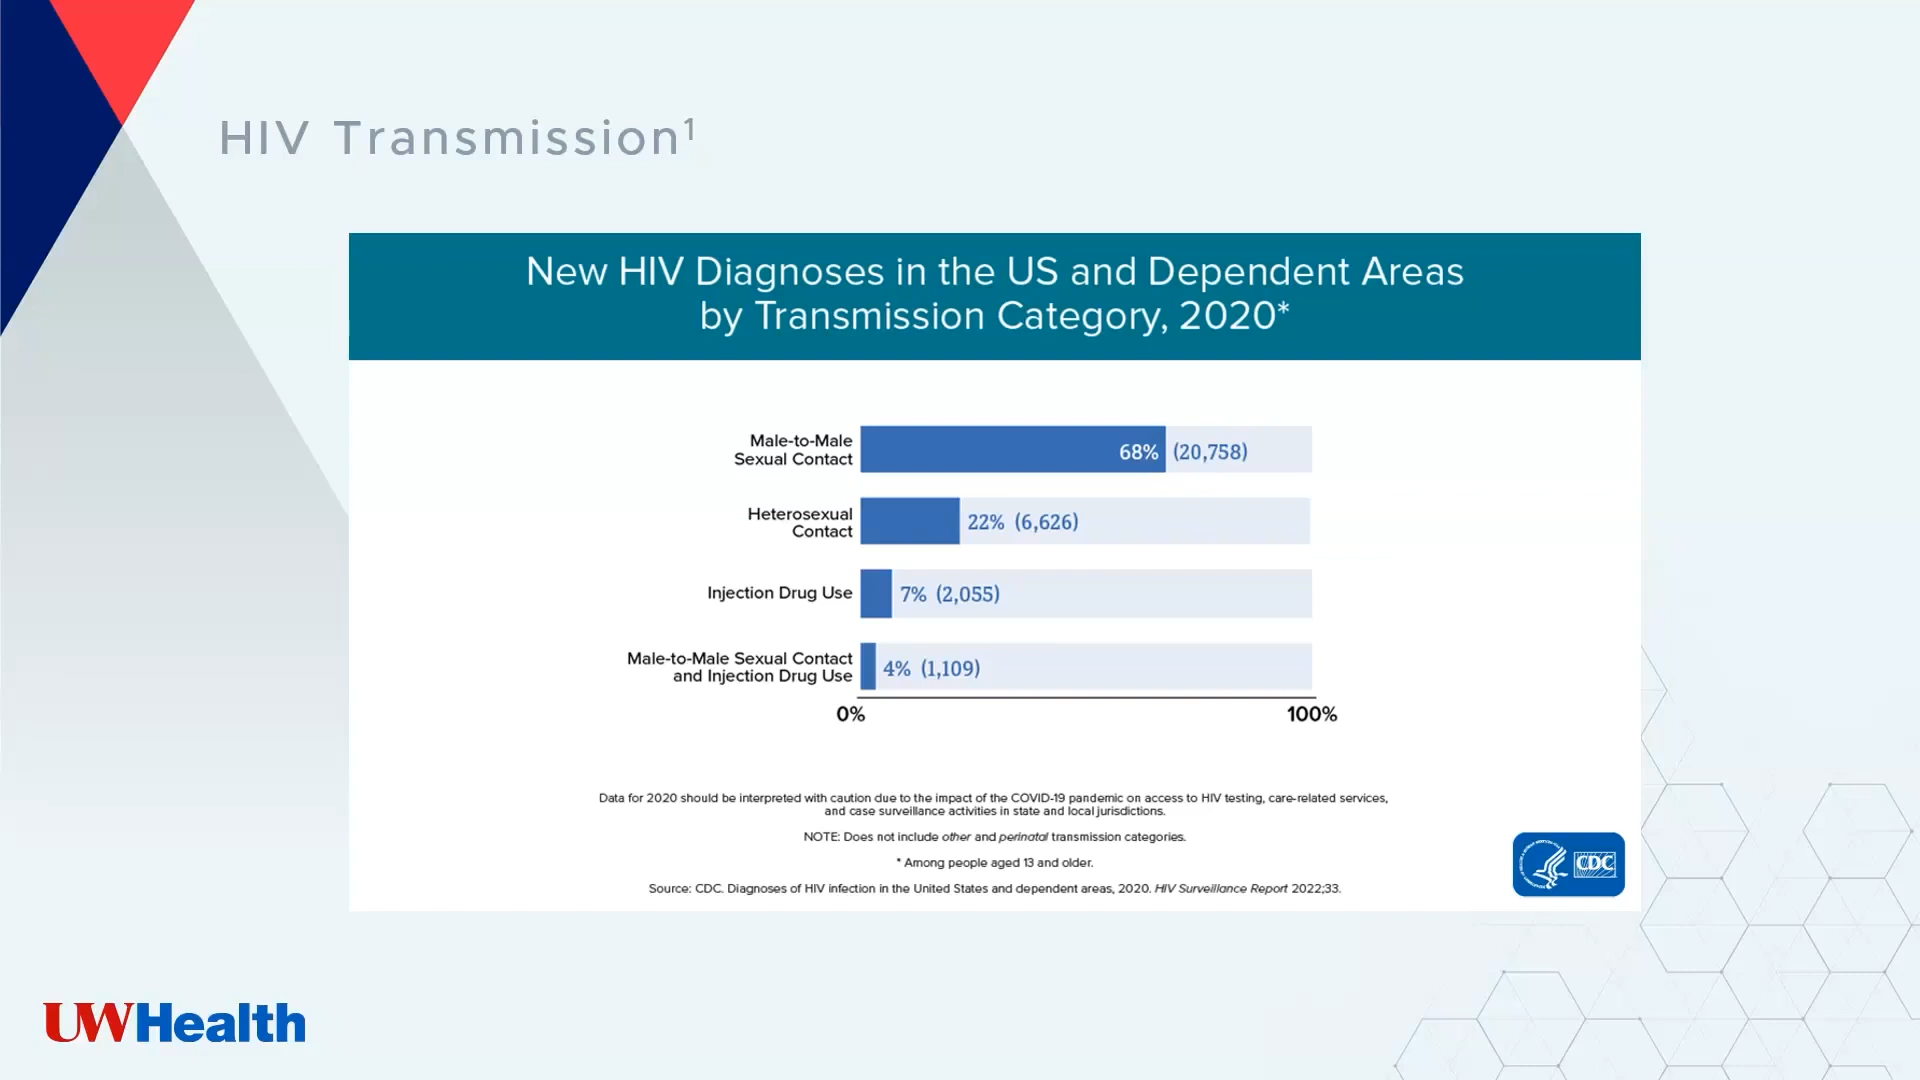 HIV Transmission¹
New HIV Diagnoses in the US and Dependent Areas
by Transmission Category, 2020*
Male-to-Male
Sexual Contact
68% (20,758)
Heterosexual
Contact
22% (6,626)
Injection Drug Use
7% (2,055)
Male-to-Male Sexual Contact
and Injection Drug Use
4% (1,109)
0% 100%
Data for 2020 should be interpreted with caution due to the impact of the COVID-19 pandemic on access to HIV testing, care-related services,
and case surveillance activities in state and local jurisdictions.
NOTE: Does not include other and perinatal transmission categories.
* Among people aged 13 and older.
Source: CDC. Diagnoses of HIV infection in the United States and dependent areas, 2020. HIV Surveillance Report 2022;33.
CDC
UWHealth